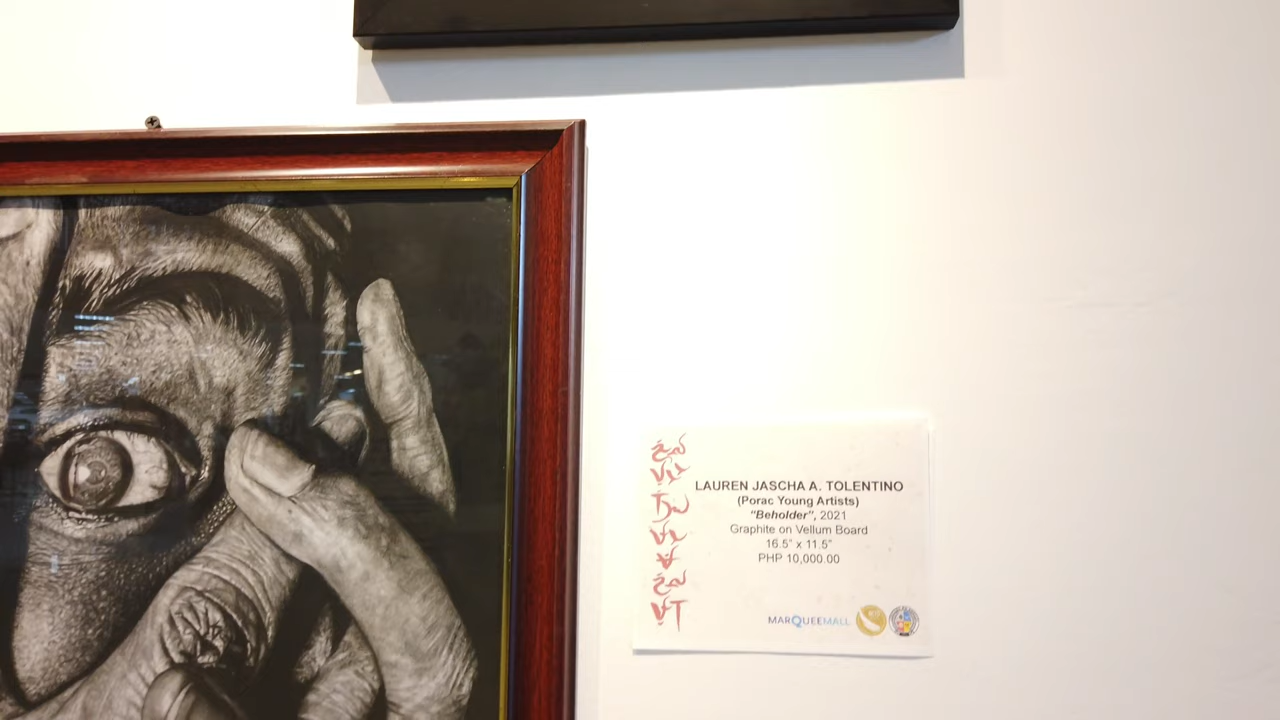 LAUREN JASCHA A. TOLENTINO
(Porac Young Artists)
“Beholder”, 2021
Graphite on Vellum Board
16.5” x 11.5”
PHP 10,000.00
MARQUEEMALL